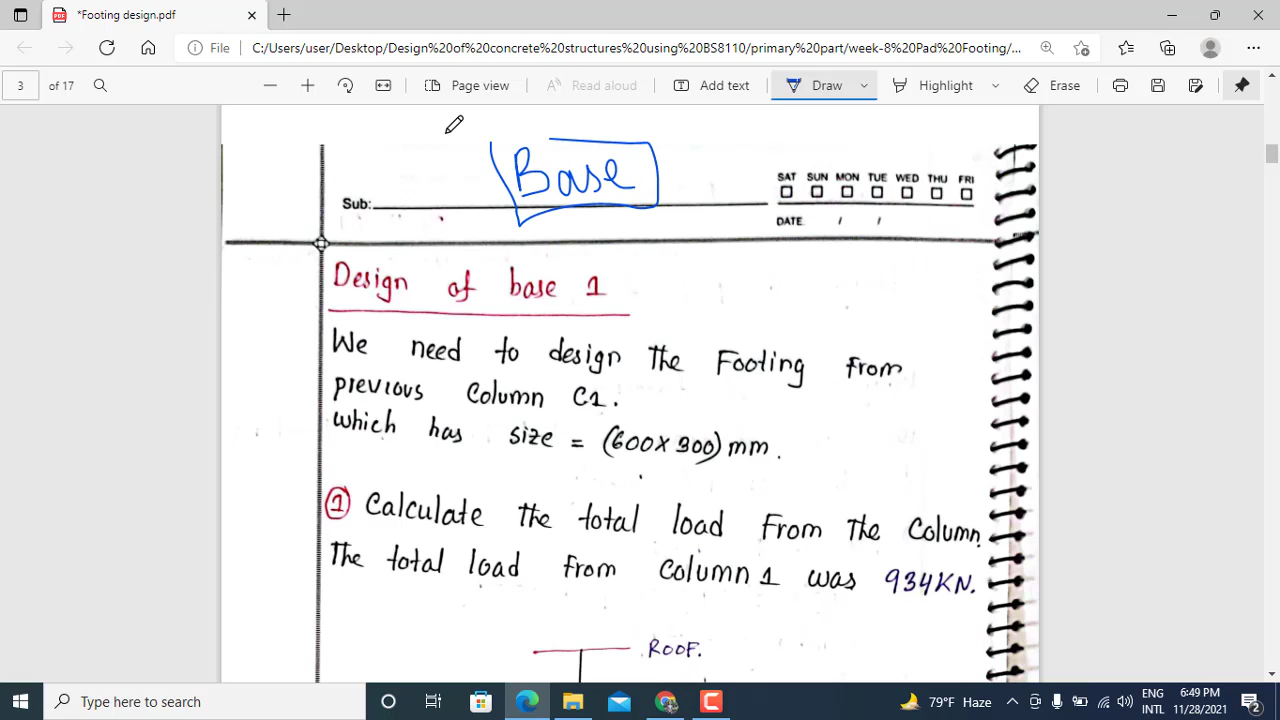 *Footing design.pdf
File C:/Users/user/Desktop/Design%20of%20concrete%20structures%20using%20BS8110/primary%20part/week-8%20Pad%20Footing/...
3 of 17 Page view Read aloud Add text Draw Highlight Erase
Base
SAT SUN MON TUE WED THU FRI
Sub:
DATE / /
Design of base 1
We need to design the Footing from
previous Column C1.
which has size = (600x300)mm.
1 Calculate the total load From The Column.
The total load from Column 1 was 934KN.
ROOF.
Type here to search 79°F Haze ENG INTL 6:49 PM 11/28/2021 2